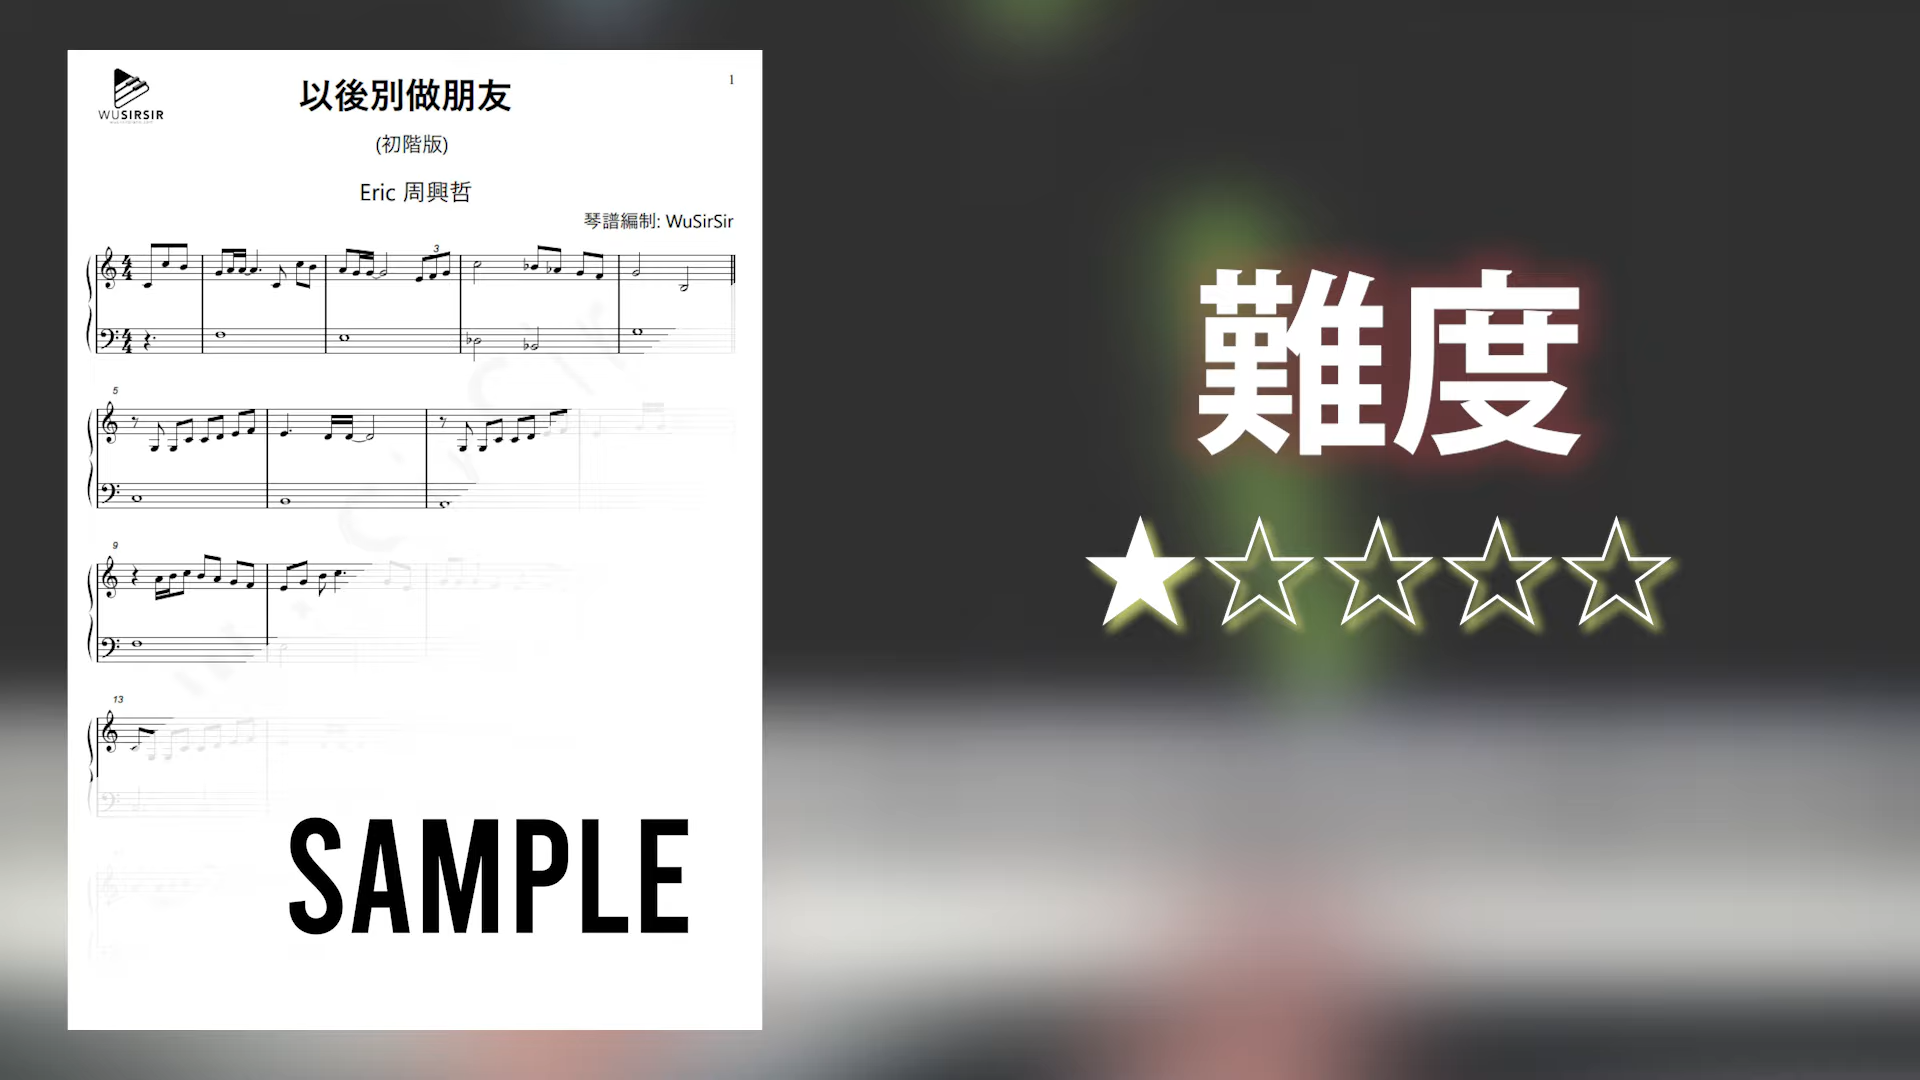 WUSIRSIR
1
以後別做朋友
(初階版)
Eric 周興哲
琴譜編制: WuSirSir
3
5
9
13
SAMPLE
難度
★☆☆☆☆